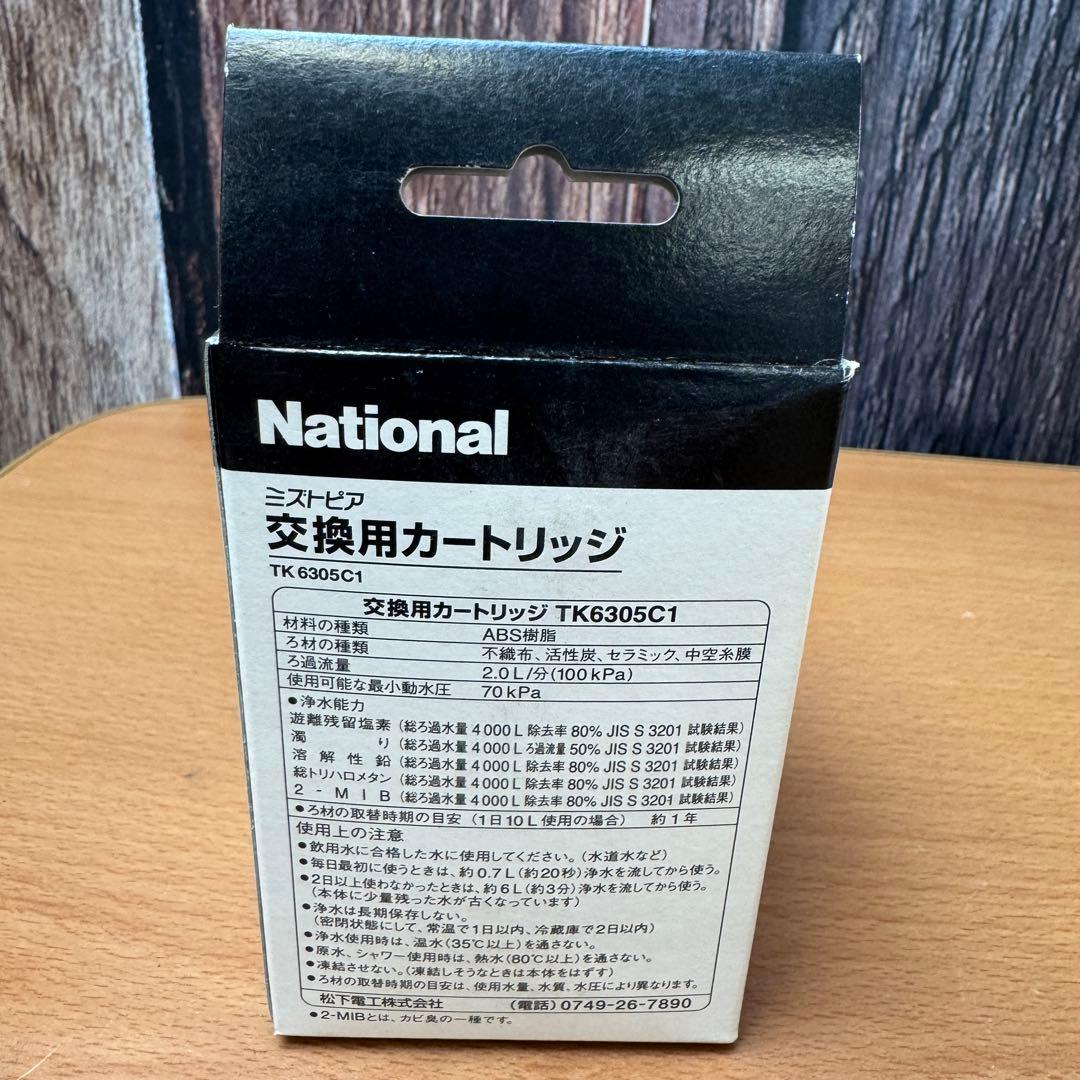 National
ミズトピア
交換用カートリッジ
TK6305C1
交換用カートリッジ TK6305C1
材料の種類 ABS樹脂
ろ材の種類 不織布、活性炭、セラミック、中空糸膜
ろ過流量 2.0L/分(100kPa)
使用可能な最小動水圧 70kPa
●浄水能力
遊離残留塩素 (総ろ過水量 4000L 除去率 80% JIS S 3201 試験結果)
濁り (総ろ過水量 4000L ろ過流量 50% JIS S 3201 試験結果)
溶解性鉛 (総ろ過水量 4000L 除去率 80% JIS S 3201 試験結果)
総トリハロメタン (総ろ過水量 4000L 除去率 80% JIS S 3201 試験結果)
2-MIB (総ろ過水量 4000L 除去率 80% JIS S 3201 試験結果)
●ろ材の取替時期の目安 (1日10L使用の場合) 約1年
使用上の注意
●飲用水に合格した水に使用してください。(水道水など)
●毎日最初に使うときは、約0.7L(約20秒)浄水を流してから使う。
●2日以上使わなかったときは、約6L(約3分)浄水を流してから使う。
(本体に少量残った水が古くなっています)
●浄水は長期保存しない。
(密閉状態にして、常温で1日以内、冷蔵庫で2日以内)
●浄水使用時は、温水(35℃以上)を通さない。
●原水、シャワー使用時は、熱水(80℃以上)を通さない。
●凍結させない。(凍結しそうなときは本体をはずす)
●ろ材の取替時期の目安は、使用水量、水質、水圧により異なります。
松下電工株式会社 (電話) 0749-26-7890
●2-MIBとは、カビ臭の一種です。